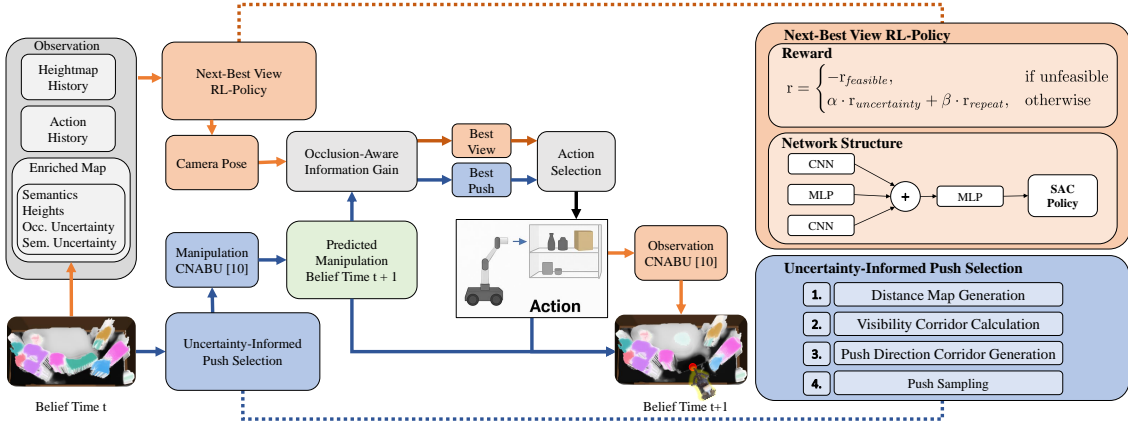 Observation
Heightmap
History
Action
History
Enriched Map
Semantics
Heights
Occ. Uncertainty
Sem. Uncertainty
Belief Time t
Next-Best View
RL-Policy
Camera Pose
Manipulation
CNABU [10]
Uncertainty-Informed
Push Selection
Occlusion-Aware
Information Gain
Predicted
Manipulation
Belief Time t + 1
Best
View
Best
Push
Action
Selection
Action
Observation
CNABU [10]
Belief Time t+1
Next-Best View RL-Policy
Reward
r = { −r_feasible, if unfeasible
α · r_uncertainty + β · r_repeat, otherwise
Network Structure
CNN
MLP
CNN
+
MLP
SAC
Policy
Uncertainty-Informed Push Selection
1. Distance Map Generation
2. Visibility Corridor Calculation
3. Push Direction Corridor Generation
4. Push Sampling